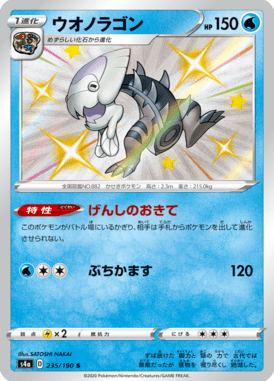 1進化 ウオノラゴン HP 150
めずらしい化石から進化
全国図鑑NO.882 かせきポケモン 高さ:2.3m 重さ:215.0kg
特性 げんしのおきて
このポケモンがバトル場にいるかぎり、相手は手札からポケモンを出して進化
させられない。
ぶちかます 120
Illus. SATOSHI NAKAI
弱点 ×2 抵抗力 にげる
s4a D 235/190 S
©2020 Pokémon/Nintendo/Creatures/GAME FREAK.